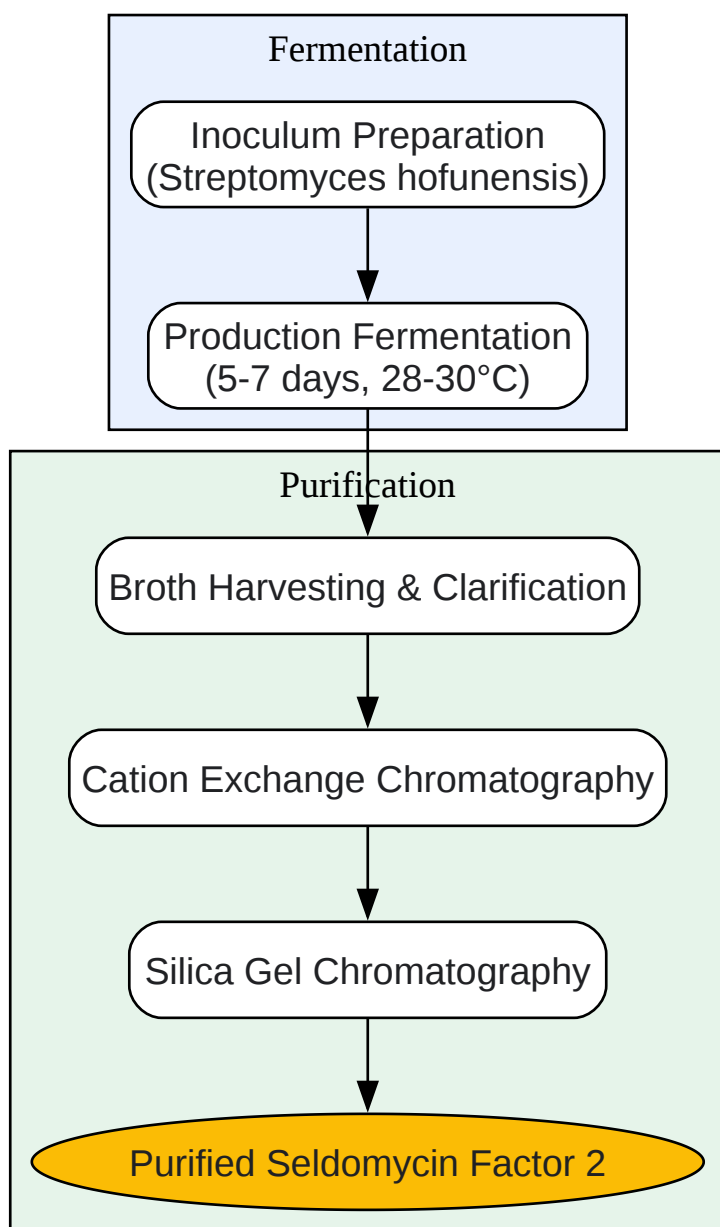 Fermentation
Inoculum Preparation
(Streptomyces hofunensis)
Production Fermentation
(5-7 days, 28-30°C)
Purification
Broth Harvesting & Clarification
Cation Exchange Chromatography
Silica Gel Chromatography
Purified Seldomycin Factor 2